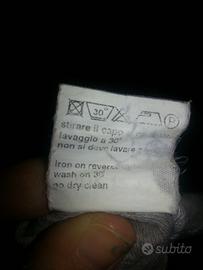 30°
P
stirare il capo
lavaggio a 30°
non si deve lavare
iron on revers
wash on 30°
no dry clean
subito